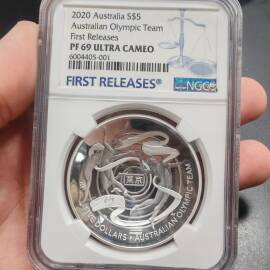 2020 Australia S$5
Australian Olympic Team
First Releases
PF 69 ULTRA CAMEO
6004405-001
FIRST RELEASES
NGC
DOLLARS • AUSTRALIAN OLYMPIC TEAM